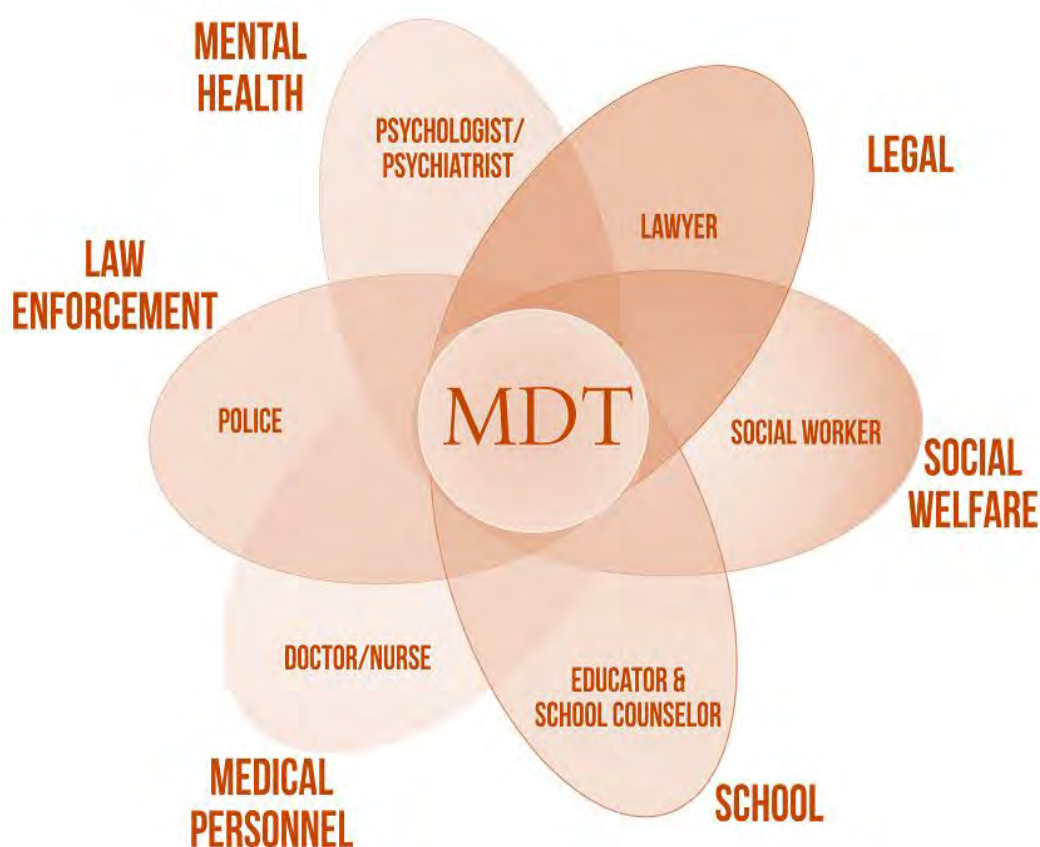 MENTAL
HEALTH
PSYCHOLOGIST/
PSYCHIATRIST
LEGAL
LAWYER
LAW
ENFORCEMENT
POLICE
MDT
SOCIAL WORKER
SOCIAL
WELFARE
DOCTOR/NURSE
EDUCATOR &
SCHOOL COUNSELOR
MEDICAL
PERSONNEL
SCHOOL